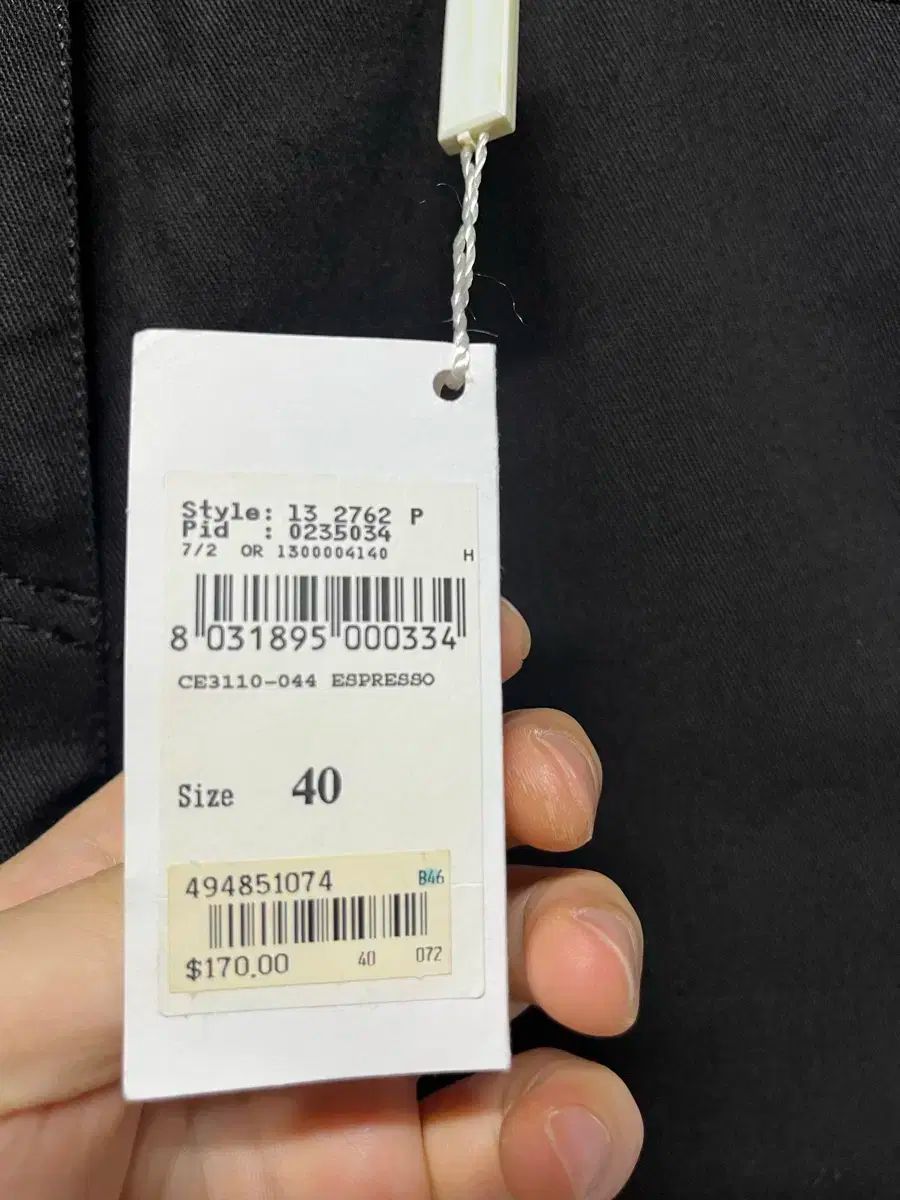 Style: 13 2762 P
Pid : 0235034
7/2 OR 1300004140 H
8 031895 000334
CE3110-044 ESPRESSO
Size 40
494851074 B46
$170.00 40 072